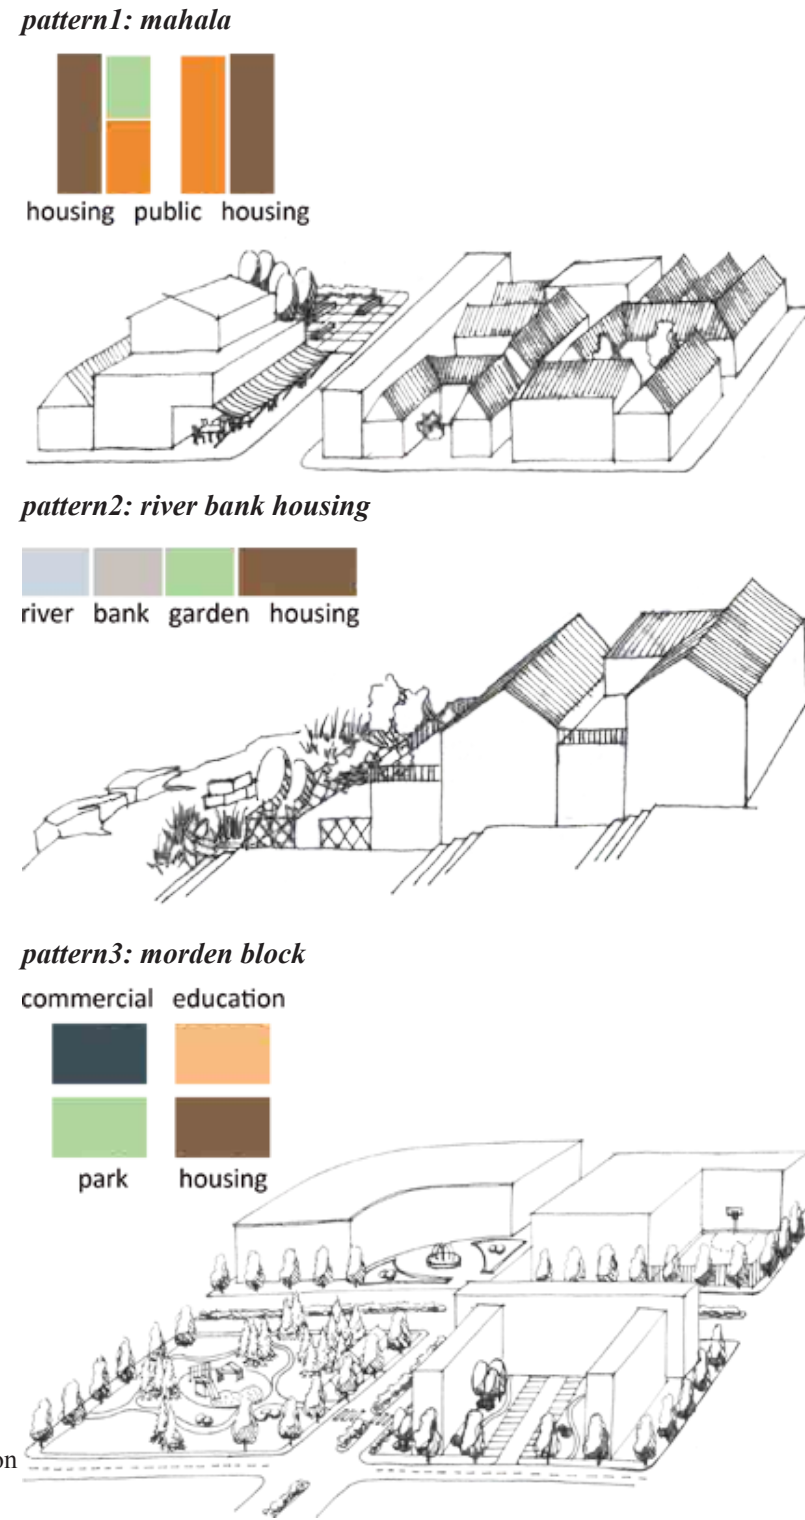 pattern1: mahala
housing public housing
pattern2: river bank housing
river bank garden housing
pattern3: morden block
commercial education
park housing
on